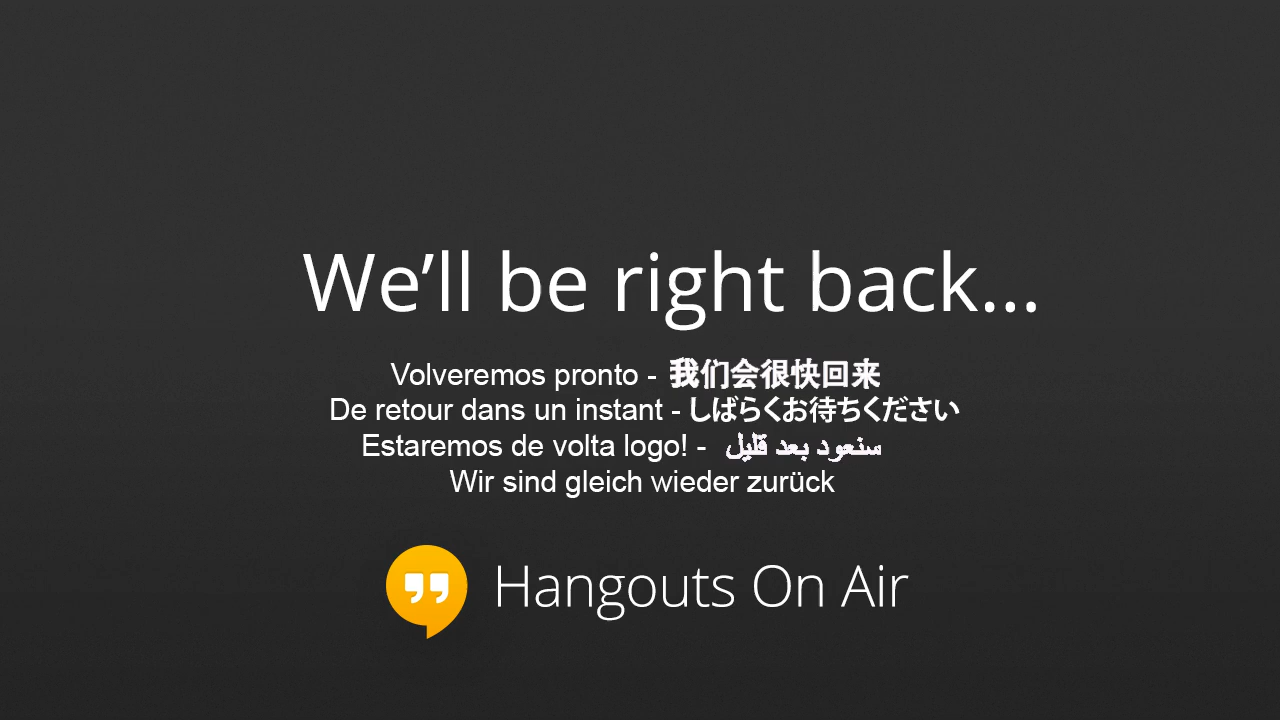 We’ll be right back...
Volveremos pronto - 我们会很快回来
De retour dans un instant - しばらくお待ちください
Estaremos de volta logo! - سنعود بعد قليل
Wir sind gleich wieder zurück
Hangouts On Air